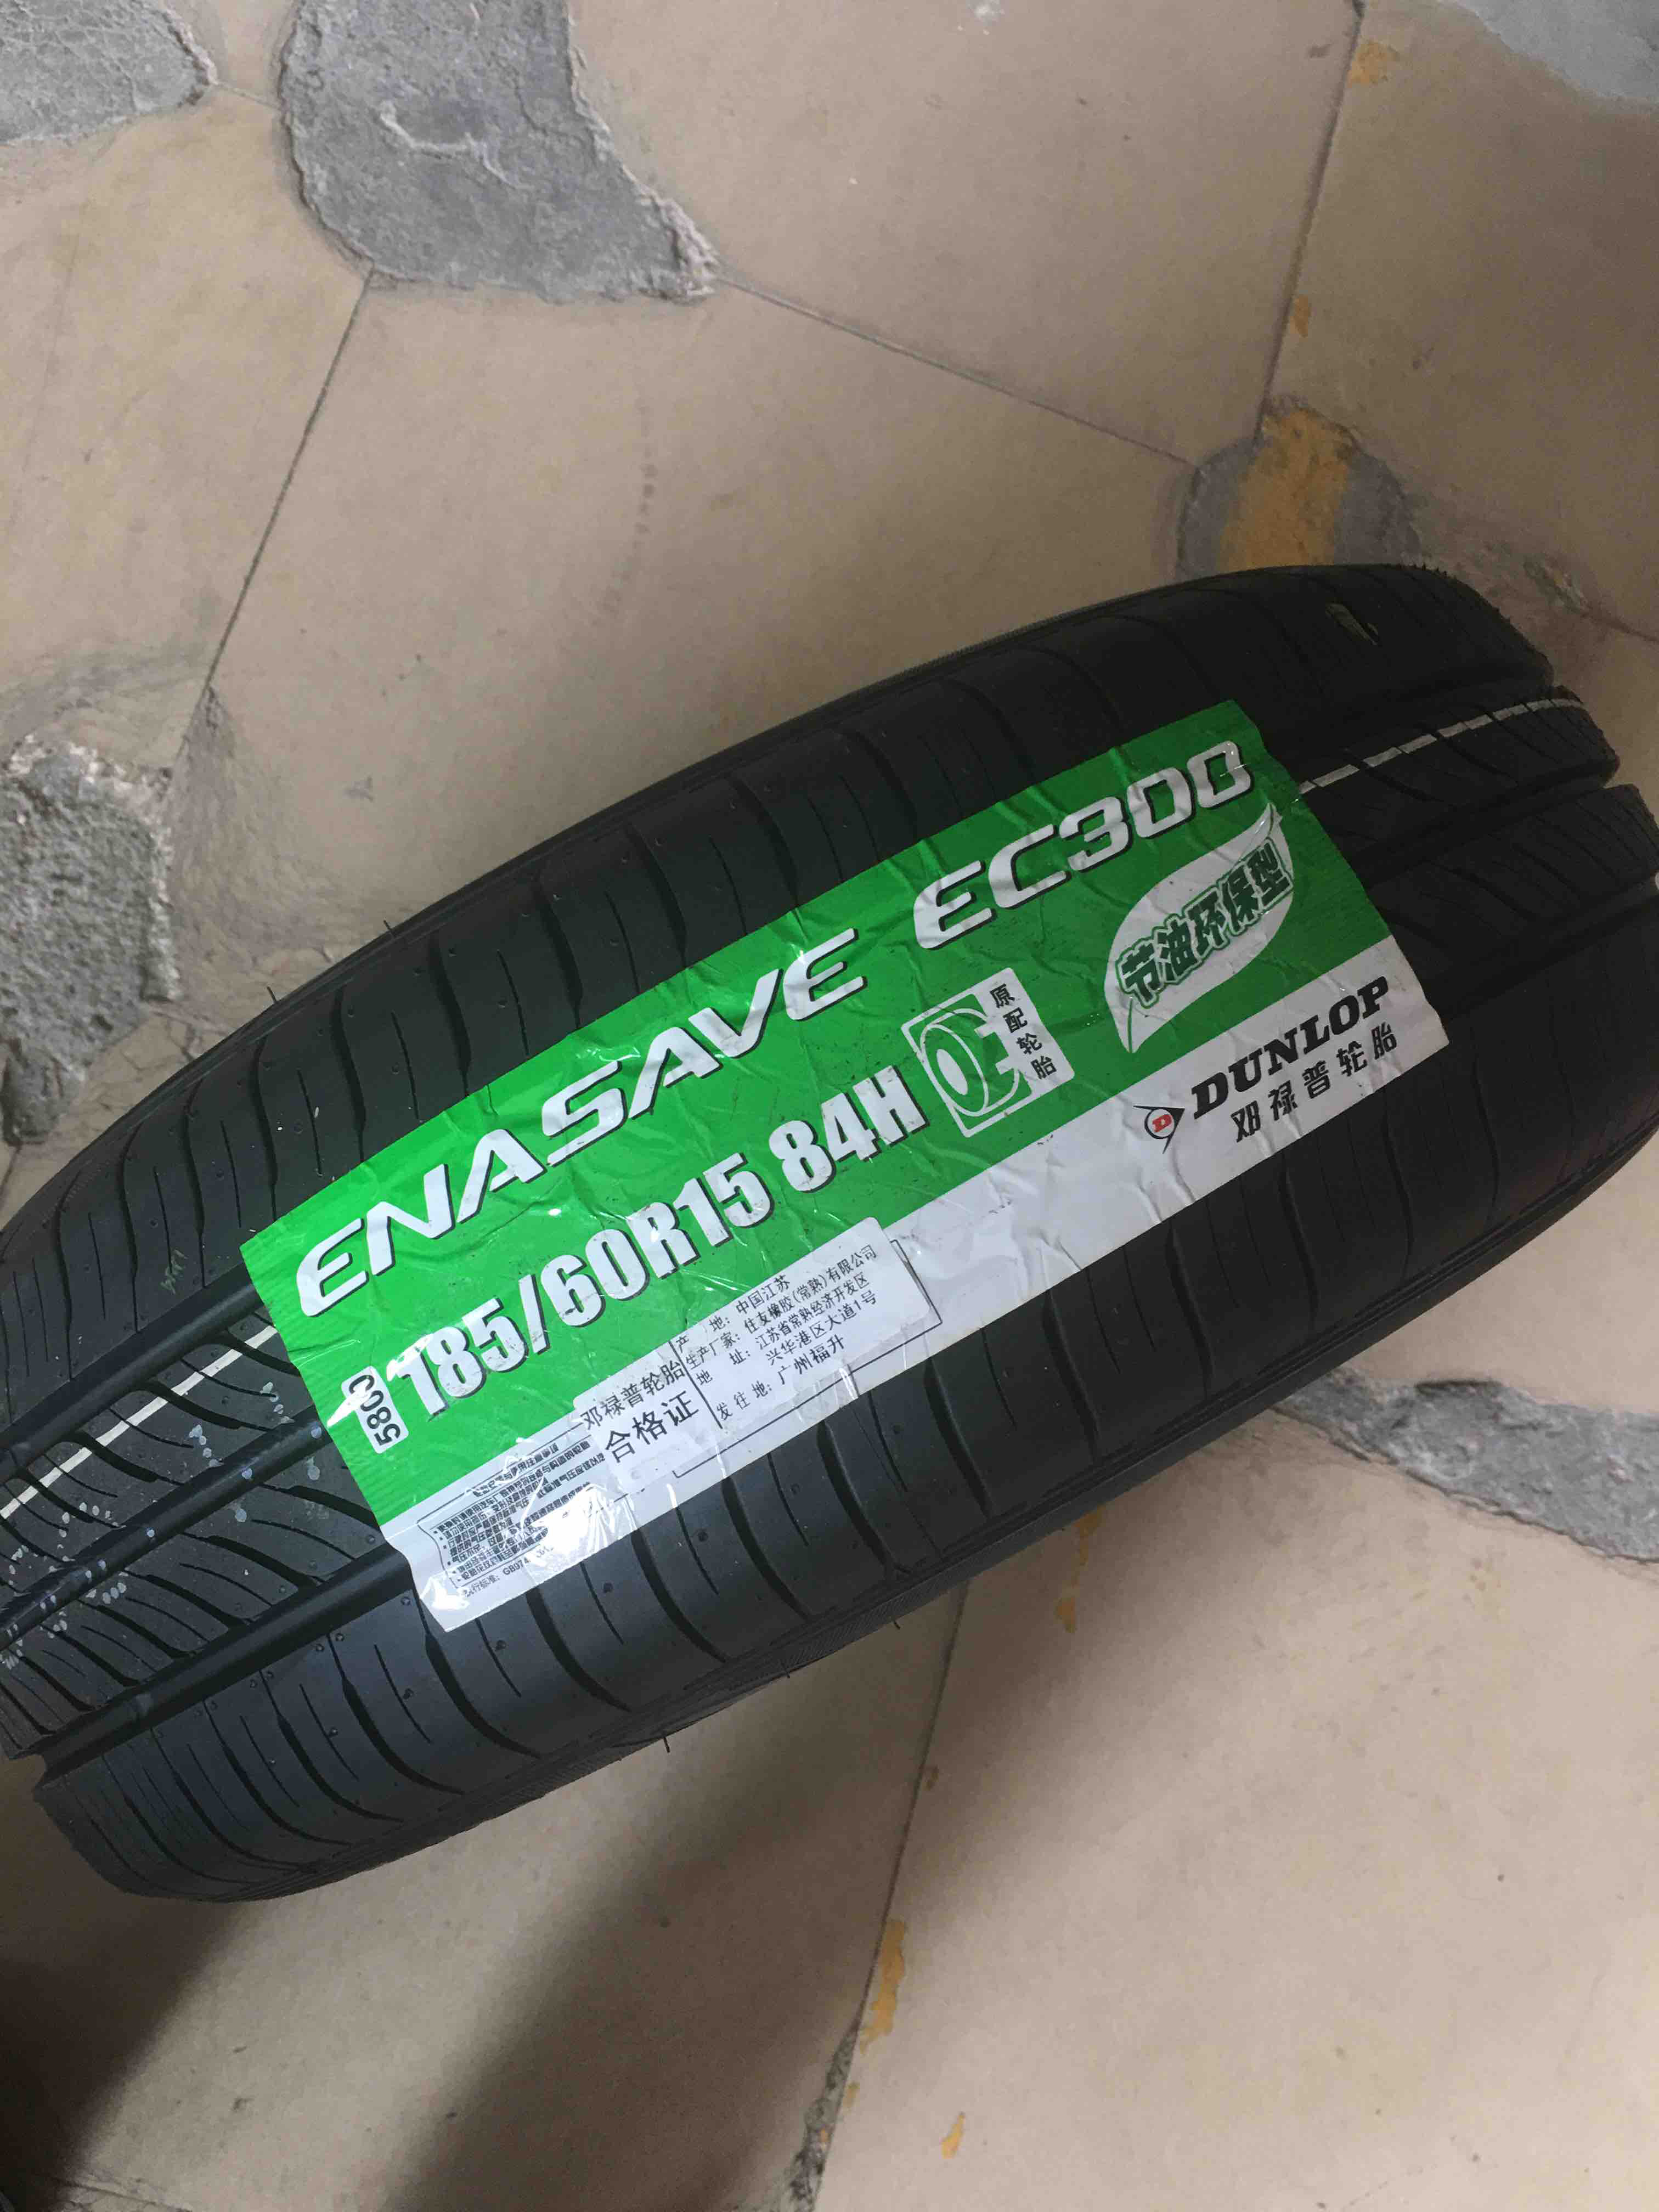 ENASAVE EC300
节油环保型
580J
185/60R15 84H
原配轮胎
DUNLOP
邓禄普轮胎
邓禄普轮胎
合格证
产 地: 中国江苏
生产厂家: 住友橡胶(常熟)有限公司
地 址: 江苏省常熟经济开发区
兴华港区大道1号
发 往 地: 广州福升